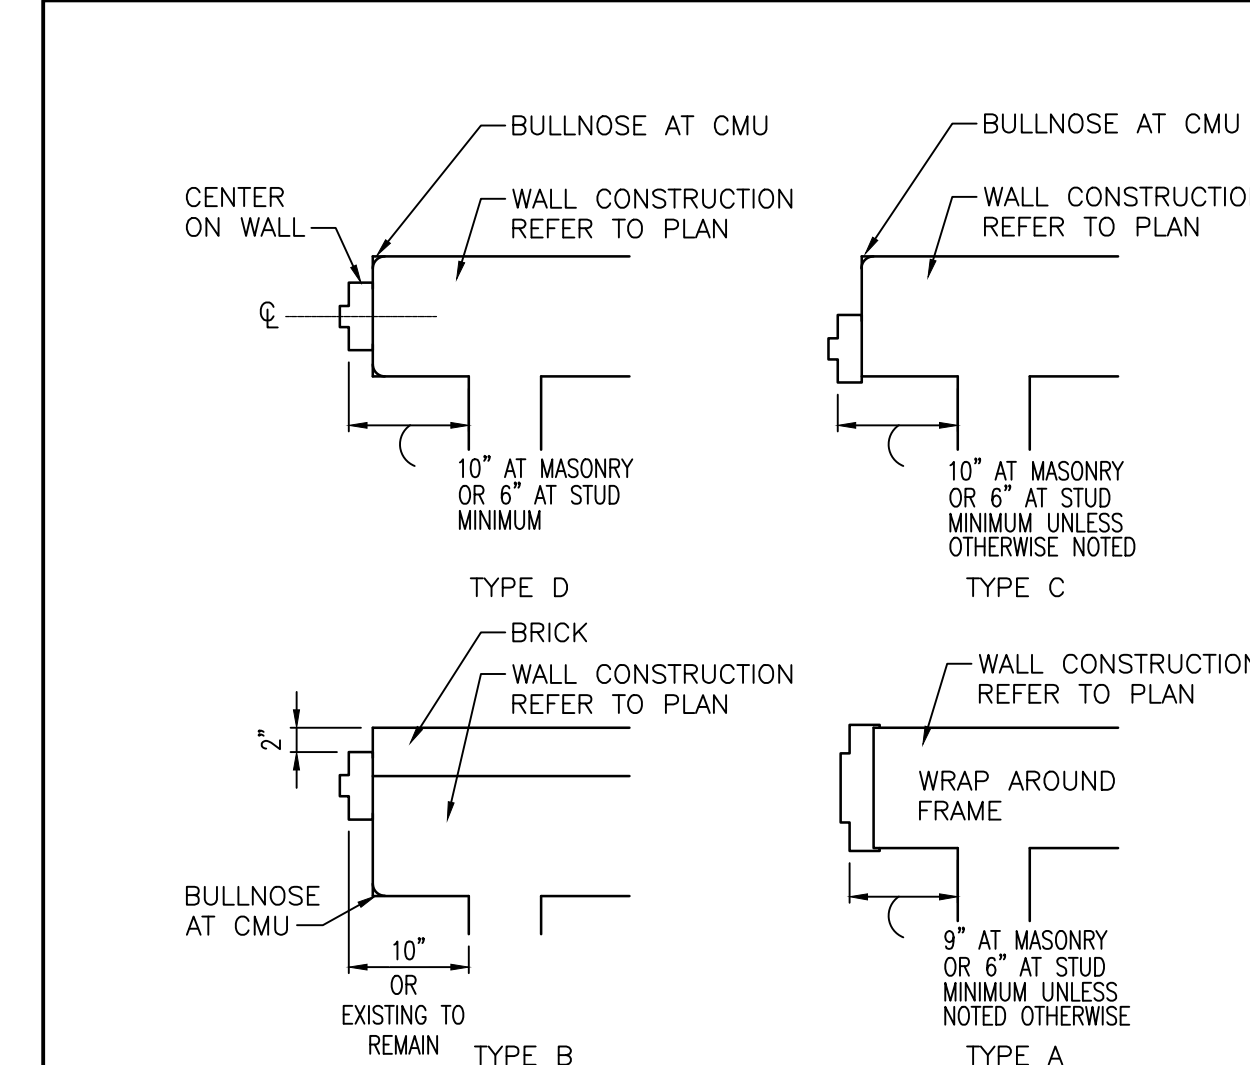 BULLNOSE AT CMU
CENTER
ON WALL
WALL CONSTRUCTION
REFER TO PLAN
℄
10" AT MASONRY
OR 6" AT STUD
MINIMUM
TYPE D
BULLNOSE AT CMU
WALL CONSTRUCTION
REFER TO PLAN
10" AT MASONRY
OR 6" AT STUD
MINIMUM UNLESS
OTHERWISE NOTED
TYPE C
BRICK
WALL CONSTRUCTION
REFER TO PLAN
2"
BULLNOSE
AT CMU
10"
OR
EXISTING TO
REMAIN
TYPE B
WALL CONSTRUCTION
REFER TO PLAN
WRAP AROUND
FRAME
9" AT MASONRY
OR 6" AT STUD
MINIMUM UNLESS
NOTED OTHERWISE
TYPE A